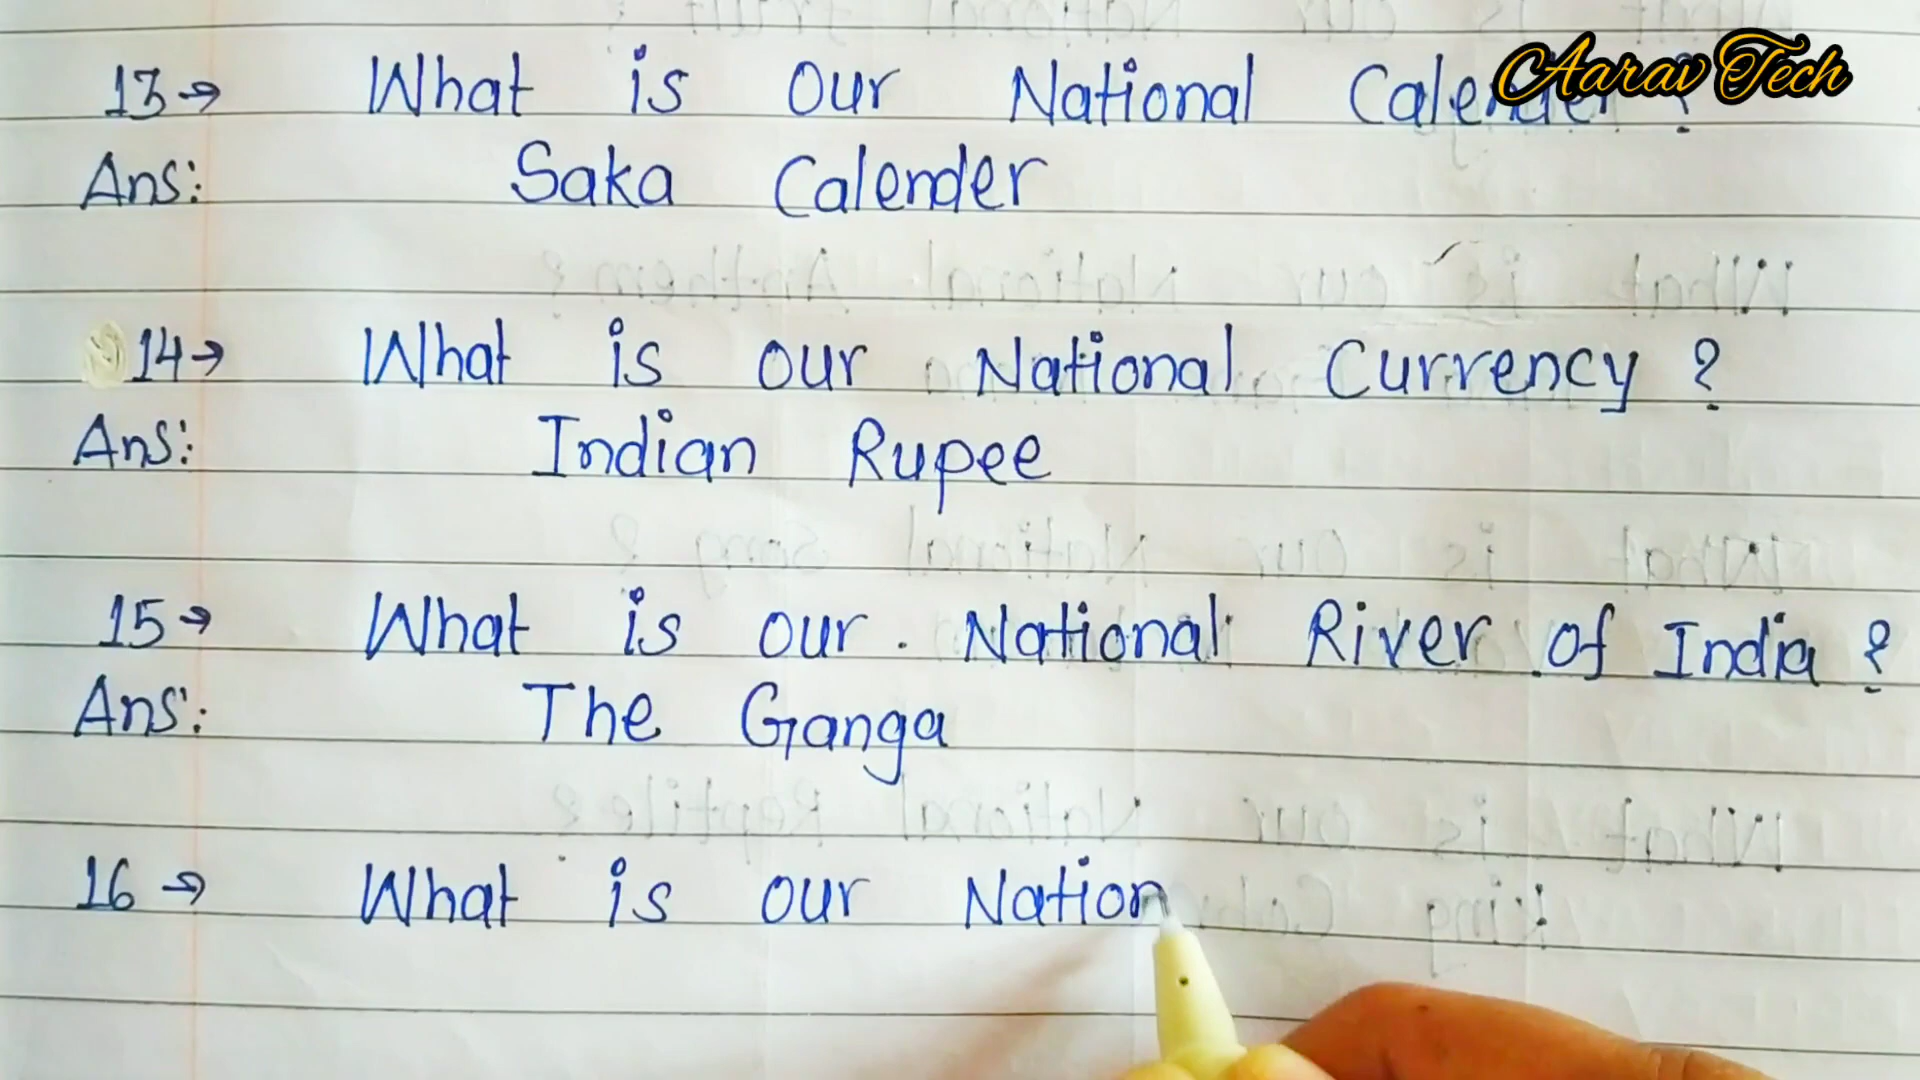 Aarav Tech
13→ What is our National Calender ?
Ans: Saka Calender
14→ What is our National Currency ?
Ans: Indian Rupee
15→ What is our . National River of India ?
Ans: The Ganga
16→ What is our Nation